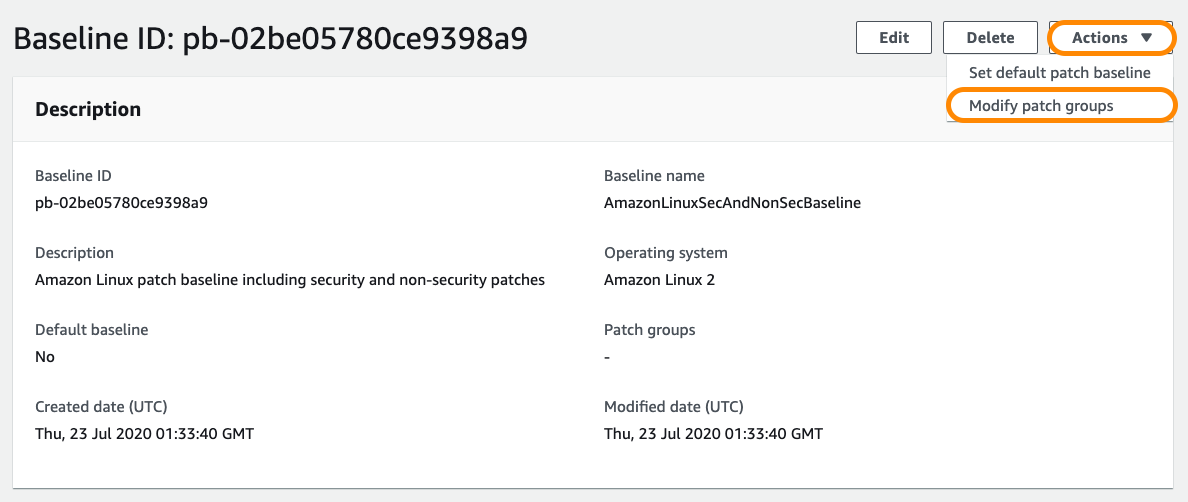 Baseline ID: pb-02be05780ce9398a9
Edit
Delete
Actions
Set default patch baseline
Modify patch groups
Description
Baseline ID
pb-02be05780ce9398a9
Baseline name
AmazonLinuxSecAndNonSecBaseline
Description
Amazon Linux patch baseline including security and non-security patches
Operating system
Amazon Linux 2
Default baseline
No
Patch groups
-
Created date (UTC)
Thu, 23 Jul 2020 01:33:40 GMT
Modified date (UTC)
Thu, 23 Jul 2020 01:33:40 GMT